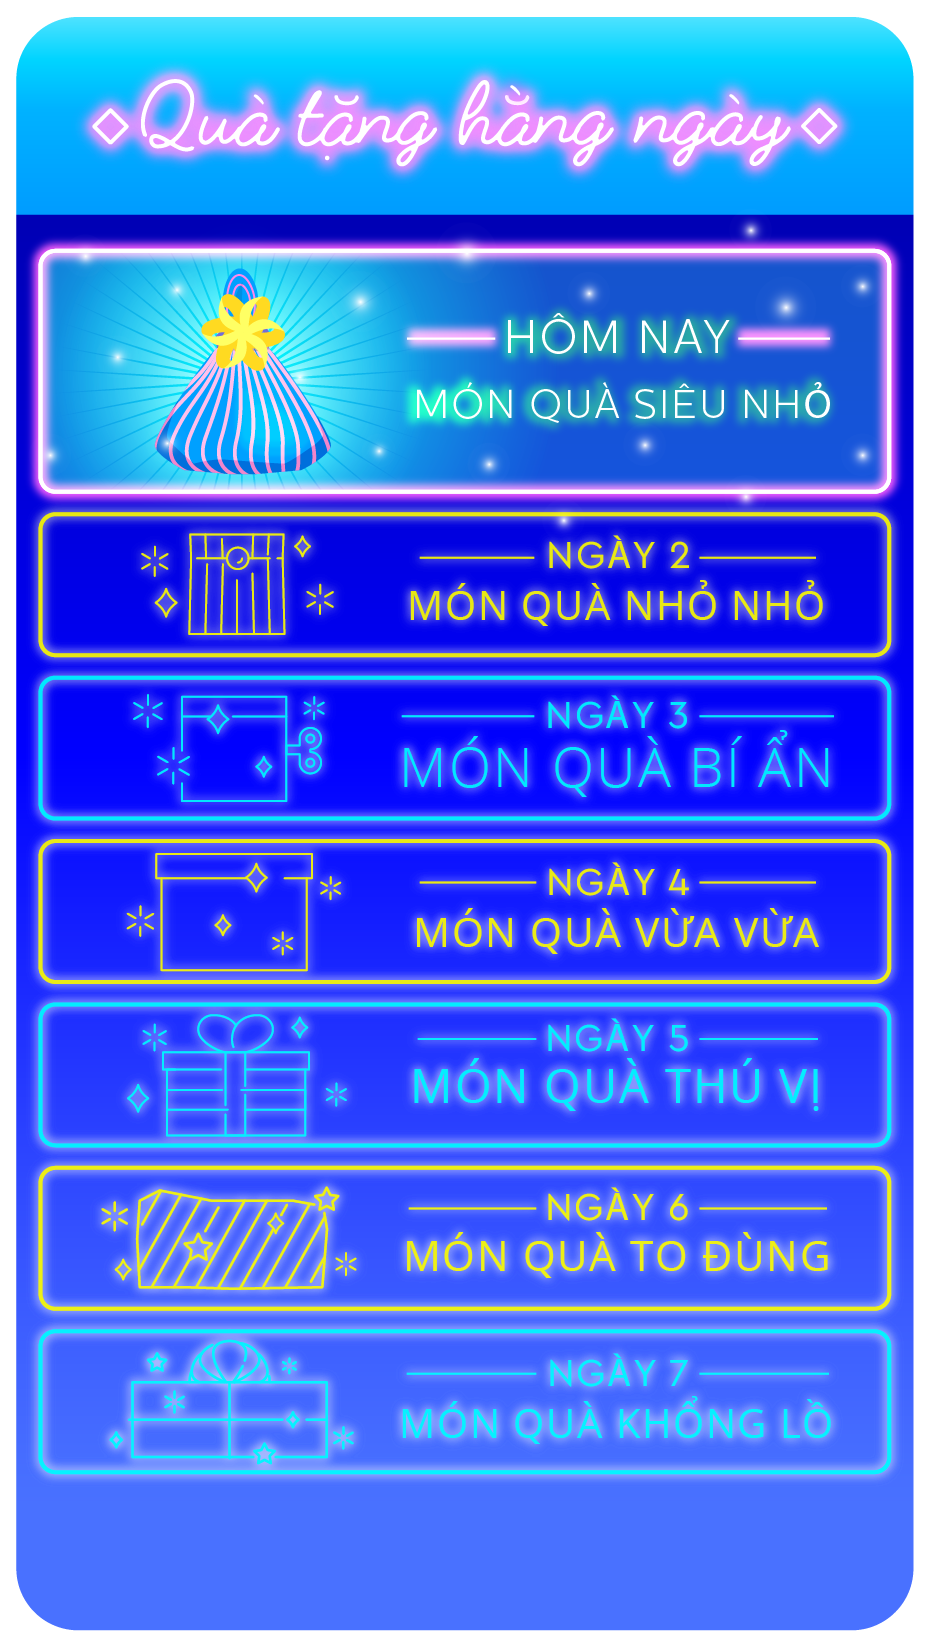 Quà tặng hằng ngày
HÔM NAY
MÓN QUÀ SIÊU NHỎ
NGÀY 2
MÓN QUÀ NHỎ NHỎ
NGÀY 3
MÓN QUÀ BÍ ẨN
NGÀY 4
MÓN QUÀ VỪA VỪA
NGÀY 5
MÓN QUÀ THÚ VỊ
NGÀY 6
MÓN QUÀ TO ĐÙNG
NGÀY 7
MÓN QUÀ KHỔNG LỒ